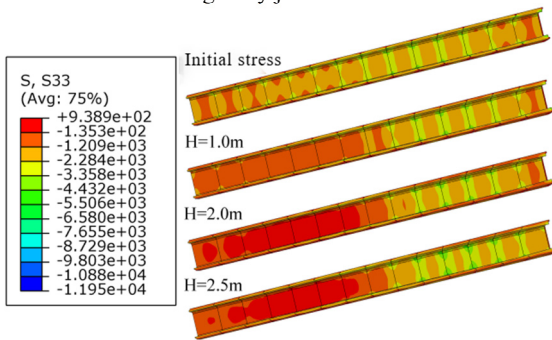 Initial stress
S, S33
(Avg: 75%)
+9.389e+02
-1.353e+02
-1.209e+03
-2.284e+03
-3.358e+03
-4.432e+03
-5.506e+03
-6.580e+03
-7.655e+03
-8.729e+03
-9.803e+03
-1.088e+04
-1.195e+04
H=1.0m
H=2.0m
H=2.5m